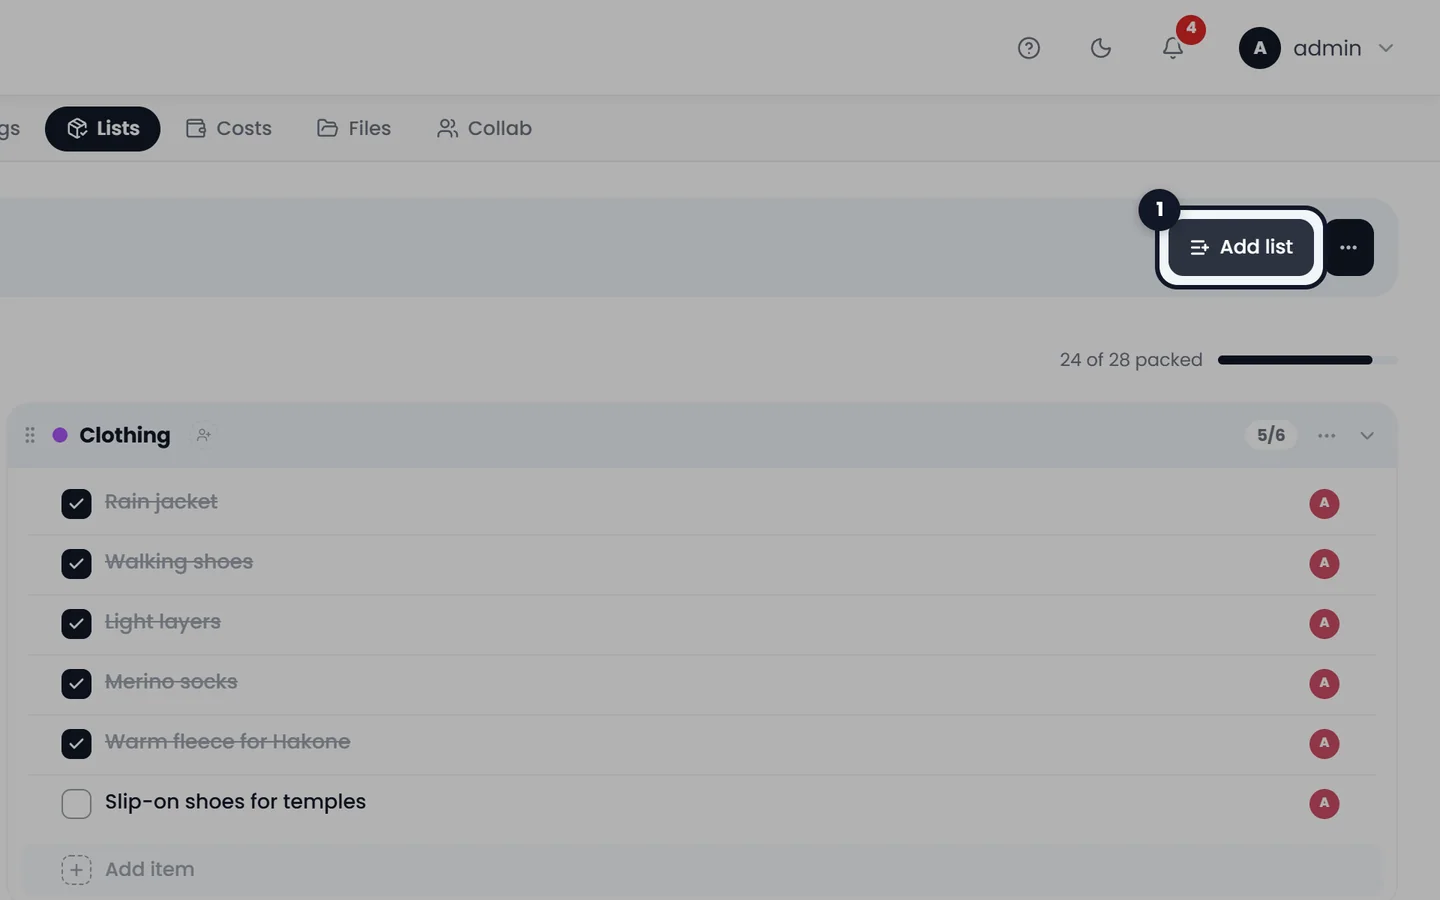 4
A admin
gs Lists Costs Files Collab
1
Add list
24 of 28 packed
Clothing 5/6
Rain jacket A
Walking shoes A
Light layers A
Merino socks A
Warm fleece for Hakone A
Slip-on shoes for temples A
Add item